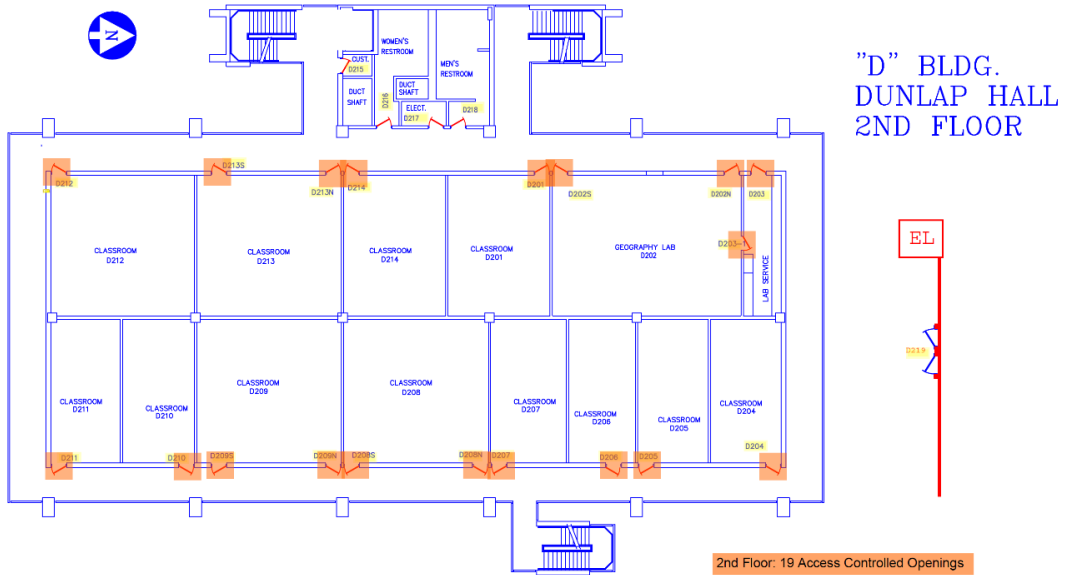 N
"D" BLDG.
DUNLAP HALL
2ND FLOOR
WOMEN'S
RESTROOM
MEN'S
RESTROOM
CUST.
D215
DUCT
SHAFT
DUCT
SHAFT
D216
ELECT.
D217
D218
D212
D213S
D213N
D214
D201
D202S
D202N
D203
CLASSROOM
D212
CLASSROOM
D213
CLASSROOM
D214
CLASSROOM
D201
GEOGRAPHY LAB
D202
D203-1
LAB SERVICE
EL
D219
CLASSROOM
D211
CLASSROOM
D210
CLASSROOM
D209
CLASSROOM
D208
CLASSROOM
D207
CLASSROOM
D206
CLASSROOM
D205
CLASSROOM
D204
D211
D210
D209S
D209N
D208S
D208N
D207
D206
D205
D204
2nd Floor: 19 Access Controlled Openings